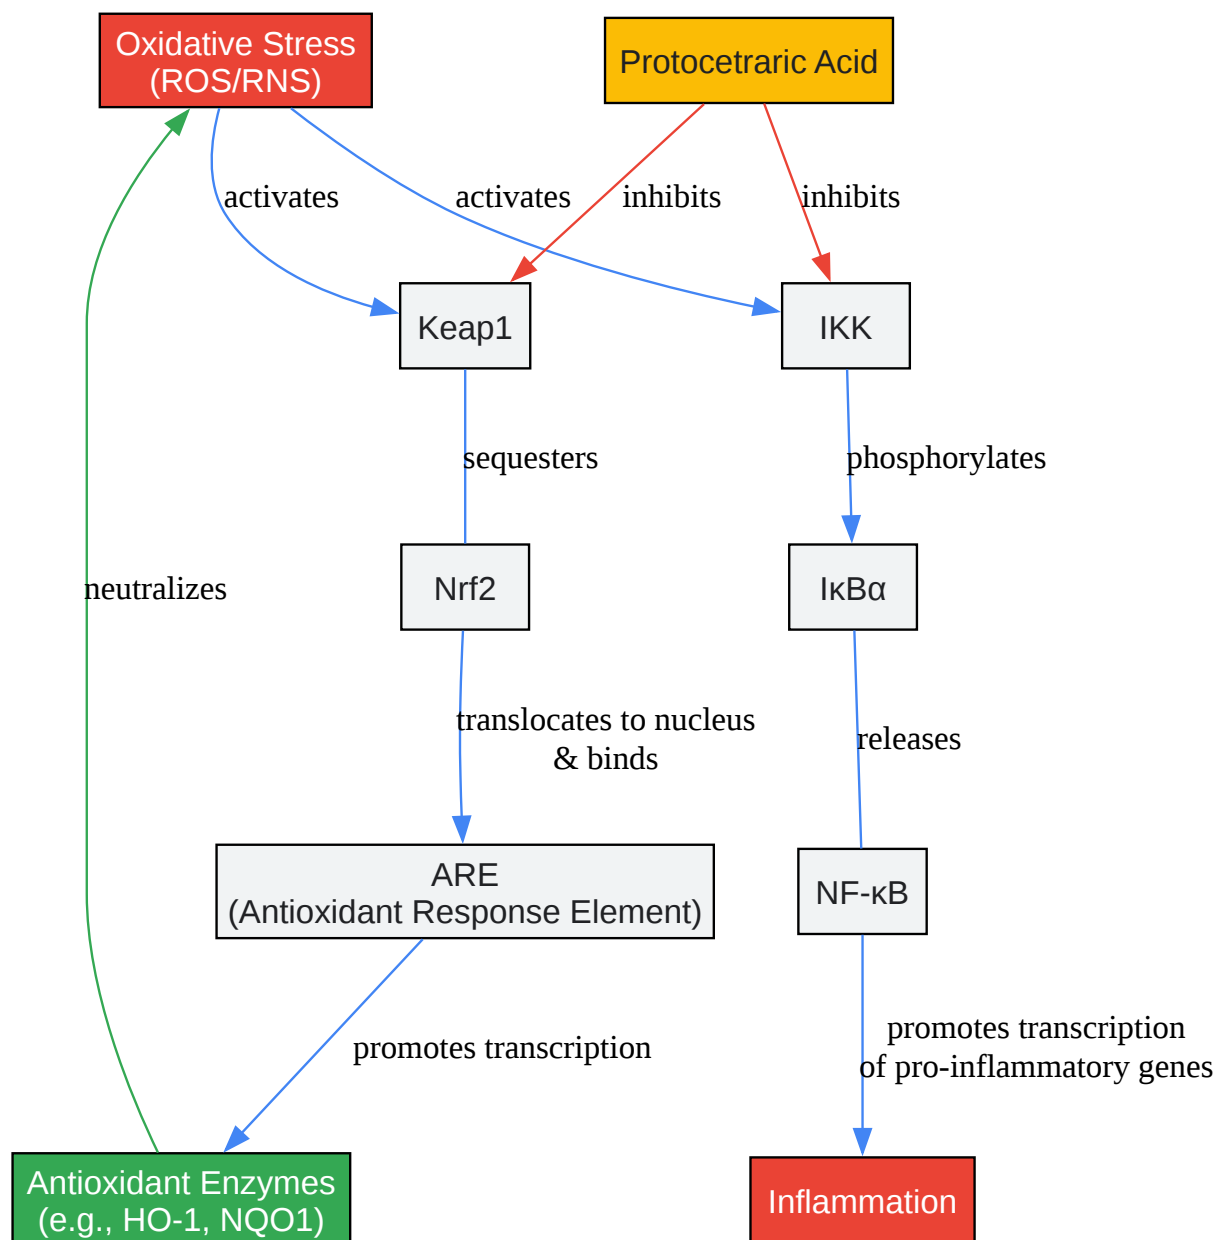 Oxidative Stress
(ROS/RNS)
Protocetraric Acid
activates
activates
inhibits
inhibits
Keap1
IKK
sequesters
phosphorylates
neutralizes
Nrf2
IκBα
translocates to nucleus
& binds
releases
ARE
(Antioxidant Response Element)
NF-κB
promotes transcription
promotes transcription
of pro-inflammatory genes
Antioxidant Enzymes
(e.g., HO-1, NQO1)
Inflammation